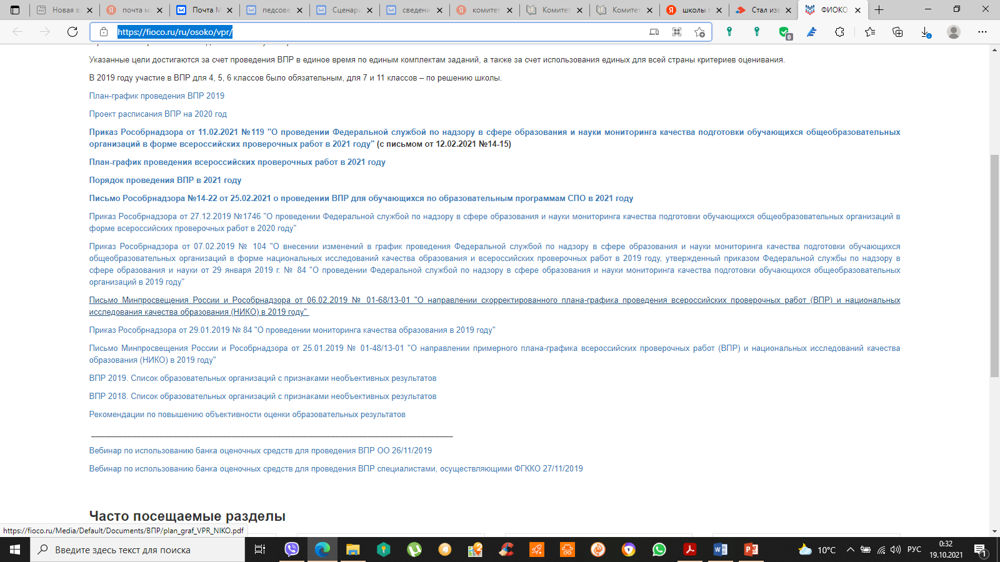 Новая в
почта м
Почта М
педсове
Сценари
сведени
комитет
Комитет
Комитет
школы г
Стал изв
ФИОКО
https://fioco.ru/ru/osoko/vpr/
0
Указанные цели достигаются за счет проведения ВПР в единое время по единым комплектам заданий, а также за счет использования единых для всей страны критериев оценивания.
В 2019 году участие в ВПР для 4, 5, 6 классов было обязательным, для 7 и 11 классов – по решению школы.
План-график проведения ВПР 2019
Проект расписания ВПР на 2020 год
Приказ Рособрнадзора от 11.02.2021 №119 "О проведении Федеральной службой по надзору в сфере образования и науки мониторинга качества подготовки обучающихся общеобразовательных
организаций в форме всероссийских проверочных работ в 2021 году" (с письмом от 12.02.2021 №14-15)
План-график проведения всероссийских проверочных работ в 2021 году
Порядок проведения ВПР в 2021 году
Письмо Рособрнадзора №14-22 от 25.02.2021 о проведении ВПР для обучающихся по образовательным программам СПО в 2021 году
Приказ Рособрнадзора от 27.12.2019 №1746 "О проведении Федеральной службой по надзору в сфере образования и науки мониторинга качества подготовки обучающихся общеобразовательных организаций в
форме всероссийских проверочных работ в 2020 году"
Приказ Рособрнадзора от 07.02.2019 № 104 "О внесении изменений в график проведения Федеральной службой по надзору в сфере образования и науки мониторинга качества подготовки обучающихся
общеобразовательных организаций в форме национальных исследований качества образования и всероссийских проверочных работ в 2019 году, утвержденный приказом Федеральной службы по надзору в
сфере образования и науки от 29 января 2019 г. № 84 "О проведении Федеральной службой по надзору в сфере образования и науки мониторинга качества подготовки обучающихся общеобразовательных
организаций в 2019 году"
Письмо Минпросвещения России и Рособрнадзора от 06.02.2019 № 01-68/13-01 "О направлении скорректированного плана-графика проведения всероссийских проверочных работ (ВПР) и национальных
исследования качества образования (НИКО) в 2019 году"
Приказ Рособрнадзора от 29.01.2019 № 84 "О проведении мониторинга качества образования в 2019 году"
Письмо Минпросвещения России и Рособрнадзора от 25.01.2019 № 01-48/13-01 "О направлении примерного плана-графика всероссийских проверочных работ (ВПР) и национальных исследований качества
образования (НИКО) в 2019 году"
ВПР 2019. Список образовательных организаций с признаками необъективных результатов
ВПР 2018. Список образовательных организаций с признаками необъективных результатов
Рекомендации по повышению объективности оценки образовательных результатов
Вебинар по использованию банка оценочных средств для проведения ВПР ОО 26/11/2019
Вебинар по использованию банка оценочных средств для проведения ВПР специалистами, осуществляющими ФГККО 27/11/2019
Часто посещаемые разделы
https://fioco.ru/Media/Default/Documents/ВПР/plan_graf_VPR_NIKO.pdf
Введите здесь текст для поиска
10°C
РУС
0:32
19.10.2021
1